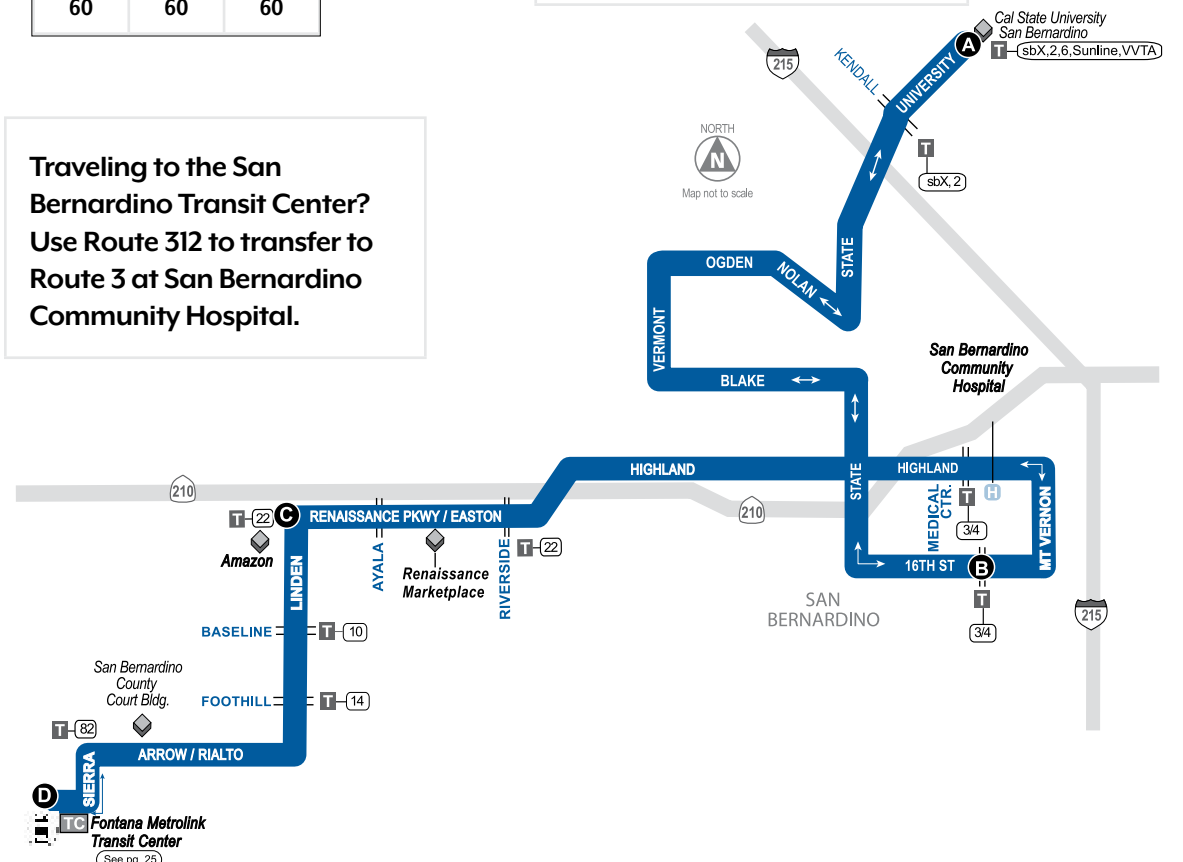 60 60 60
Traveling to the San
Bernardino Transit Center?
Use Route 312 to transfer to
Route 3 at San Bernardino
Community Hospital.
Cal State University
San Bernardino
A
T sbX,2,6,Sunline,VVTA
215
KENDALL
UNIVERSITY
NORTH
N
Map not to scale
T
sbX, 2
STATE
OGDEN
NOLAN
VERMONT
BLAKE
San Bernardino
Community
Hospital
HIGHLAND
STATE
HIGHLAND
210
210
MEDICAL
CTR.
T
3/4
H
MT VERNON
T 22
C
RENAISSANCE PKWY / EASTON
Amazon
LINDEN
AYALA
Renaissance
Marketplace
RIVERSIDE
T 22
16TH ST
B
T
3/4
SAN
BERNARDINO
215
BASELINE
T 10
San Bernardino
County
Court Bldg.
FOOTHILL
T 14
T 82
ARROW / RIALTO
SIERRA
D
TC Fontana Metrolink
Transit Center
See pg. 25